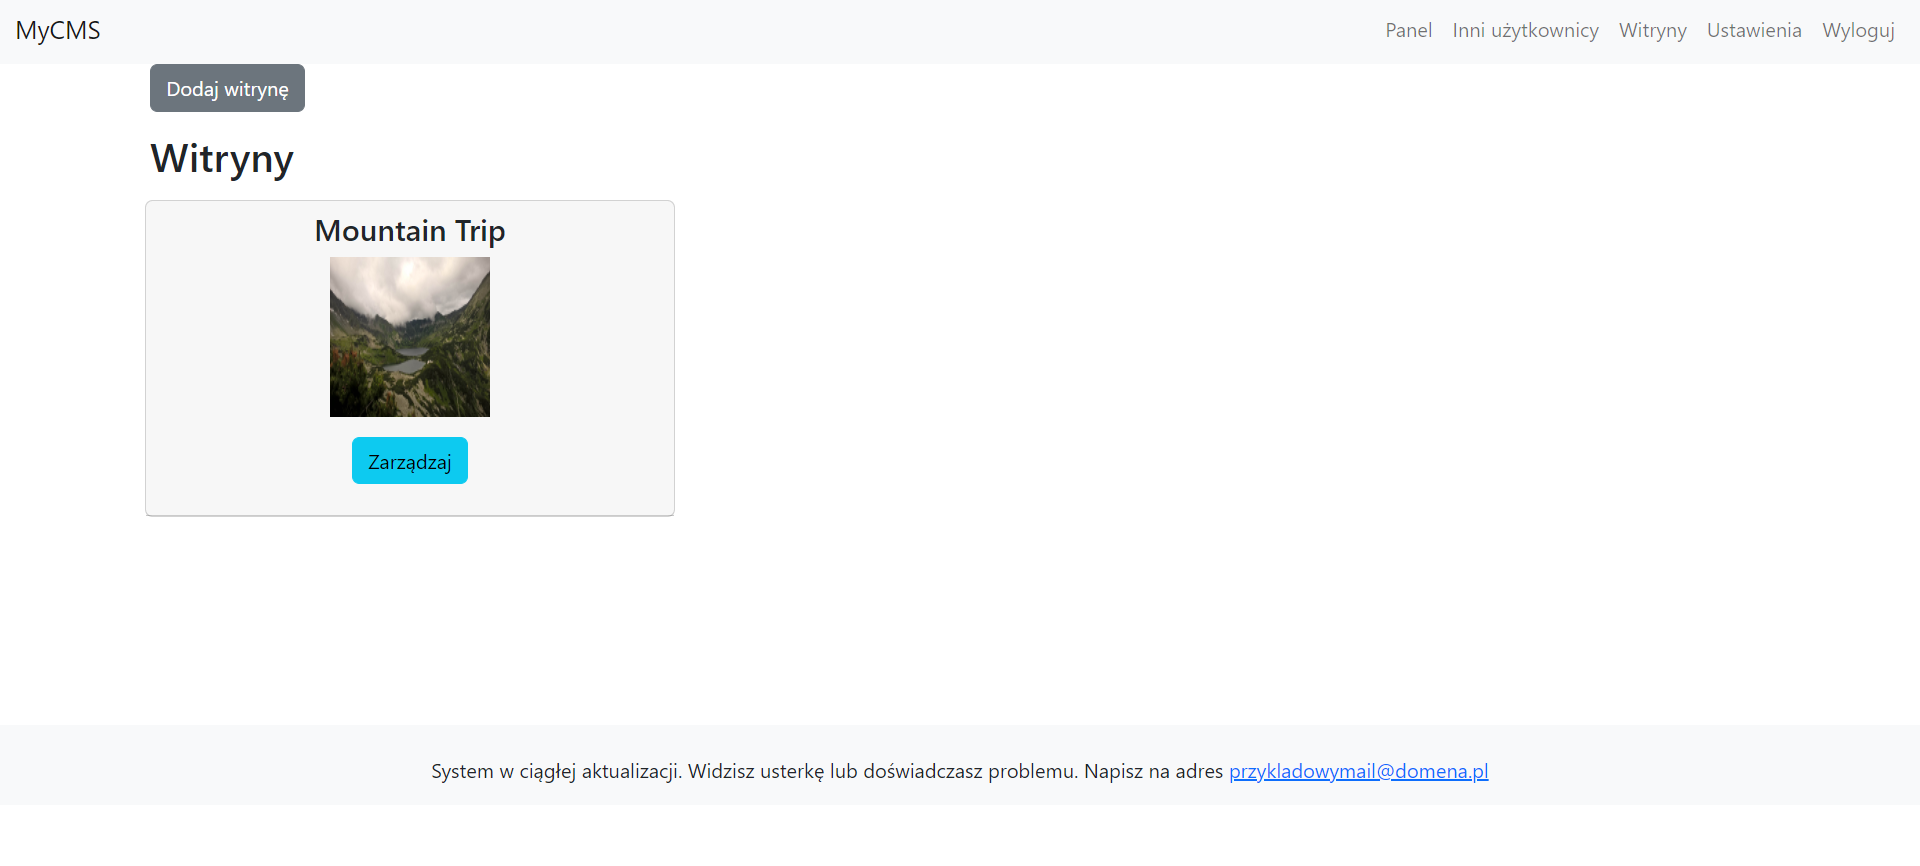 MyCMS
Panel Inni użytkownicy Witryny Ustawienia Wyloguj
Dodaj witrynę
Witryny
Mountain Trip
Zarządzaj
System w ciągłej aktualizacji. Widzisz usterkę lub doświadczasz problemu. Napisz na adres przykladowymail@domena.pl